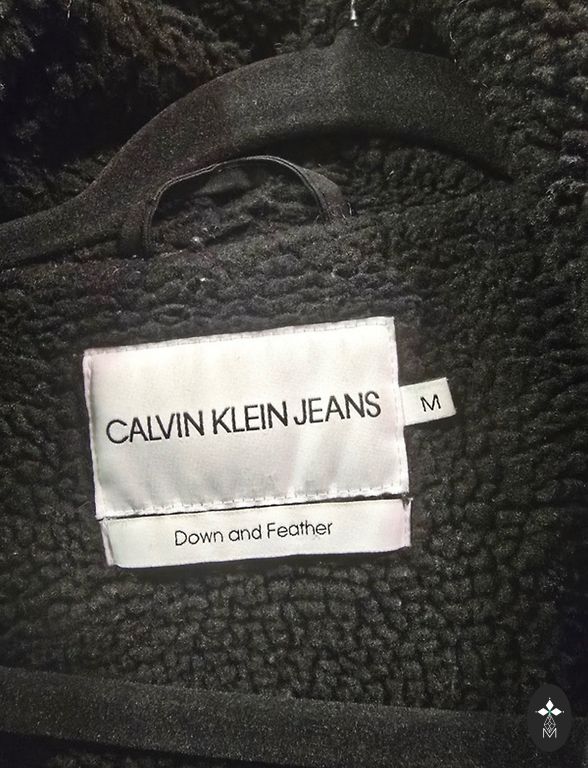 CALVIN KLEIN JEANS
M
Down and Feather
M